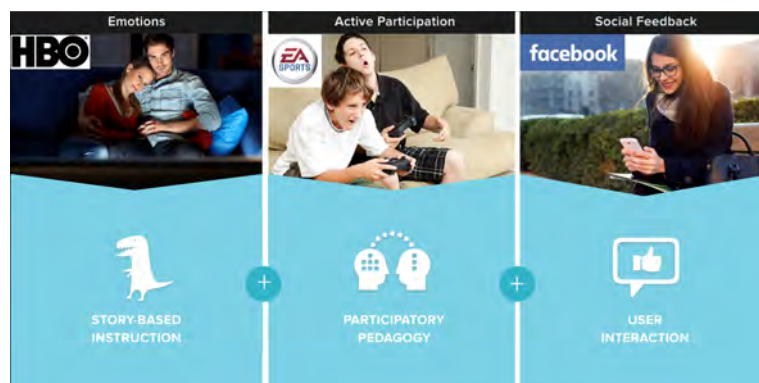 Emotions
HBO
STORY-BASED
INSTRUCTION
+
Active Participation
EA
SPORTS
PARTICIPATORY
PEDAGOGY
+
Social Feedback
facebook
USER
INTERACTION